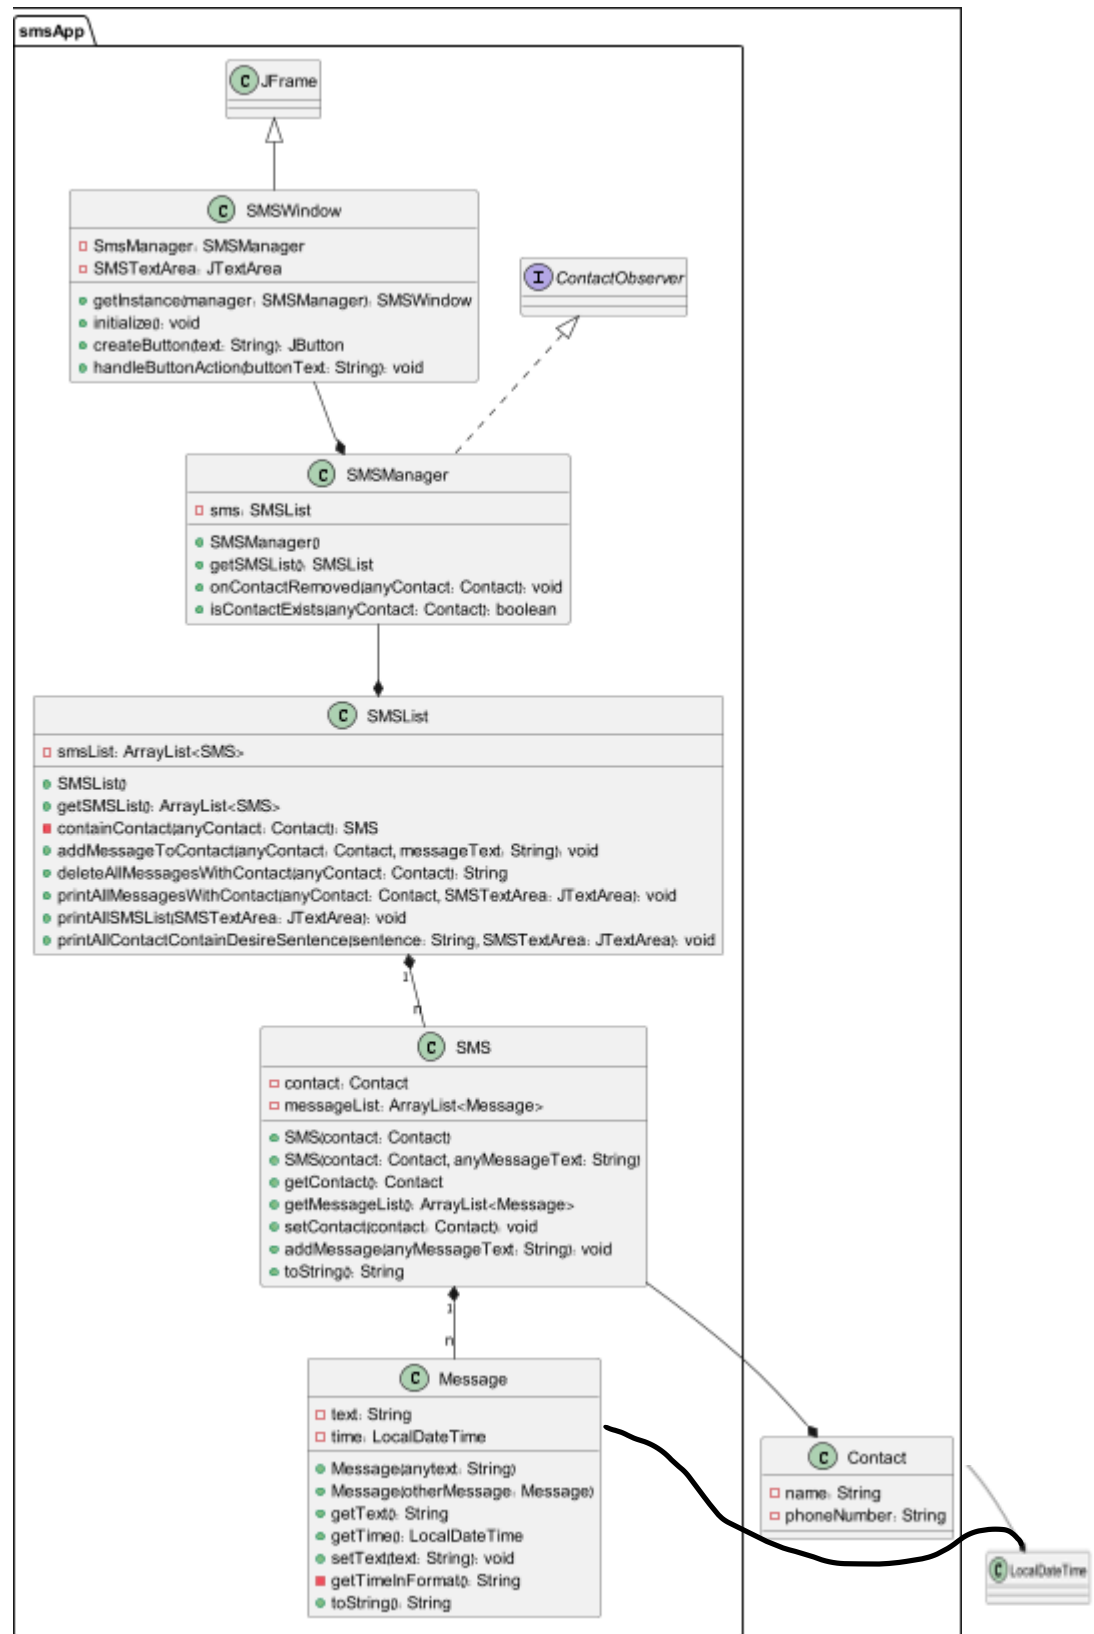 smsApp
C JFrame
C SMSWindow
SmsManager: SMSManager
SMSTextArea: JTextArea
getInstance(manager: SMSManager): SMSWindow
initialize(): void
createButton(text: String): JButton
handleButtonAction(buttonText: String): void
I ContactObserver
C SMSManager
sms: SMSList
SMSManager()
getSMSList(): SMSList
onContactRemoved(anyContact: Contact): void
isContactExists(anyContact: Contact): boolean
C SMSList
smsList: ArrayList<SMS>
SMSList()
getSMSList(): ArrayList<SMS>
containContact(anyContact: Contact): SMS
addMessageToContact(anyContact: Contact, messageText: String): void
deleteAllMessagesWithContact(anyContact: Contact): String
printAllMessagesWithContact(anyContact: Contact, SMSTextArea: JTextArea): void
printAllSMSList(SMSTextArea: JTextArea): void
printAllContactContainDesireSentence(sentence: String, SMSTextArea: JTextArea): void
1
n
C SMS
contact: Contact
messageList: ArrayList<Message>
SMS(contact: Contact)
SMS(contact: Contact, anyMessageText: String)
getContact(): Contact
getMessageList(): ArrayList<Message>
setContact(contact: Contact): void
addMessage(anyMessageText: String): void
toString(): String
1
n
C Message
text: String
time: LocalDateTime
Message(anytext: String)
Message(otherMessage: Message)
getText(): String
getTime(): LocalDateTime
setText(text: String): void
getTimeInFormat(): String
toString(): String
C Contact
name: String
phoneNumber: String
C LocalDateTime